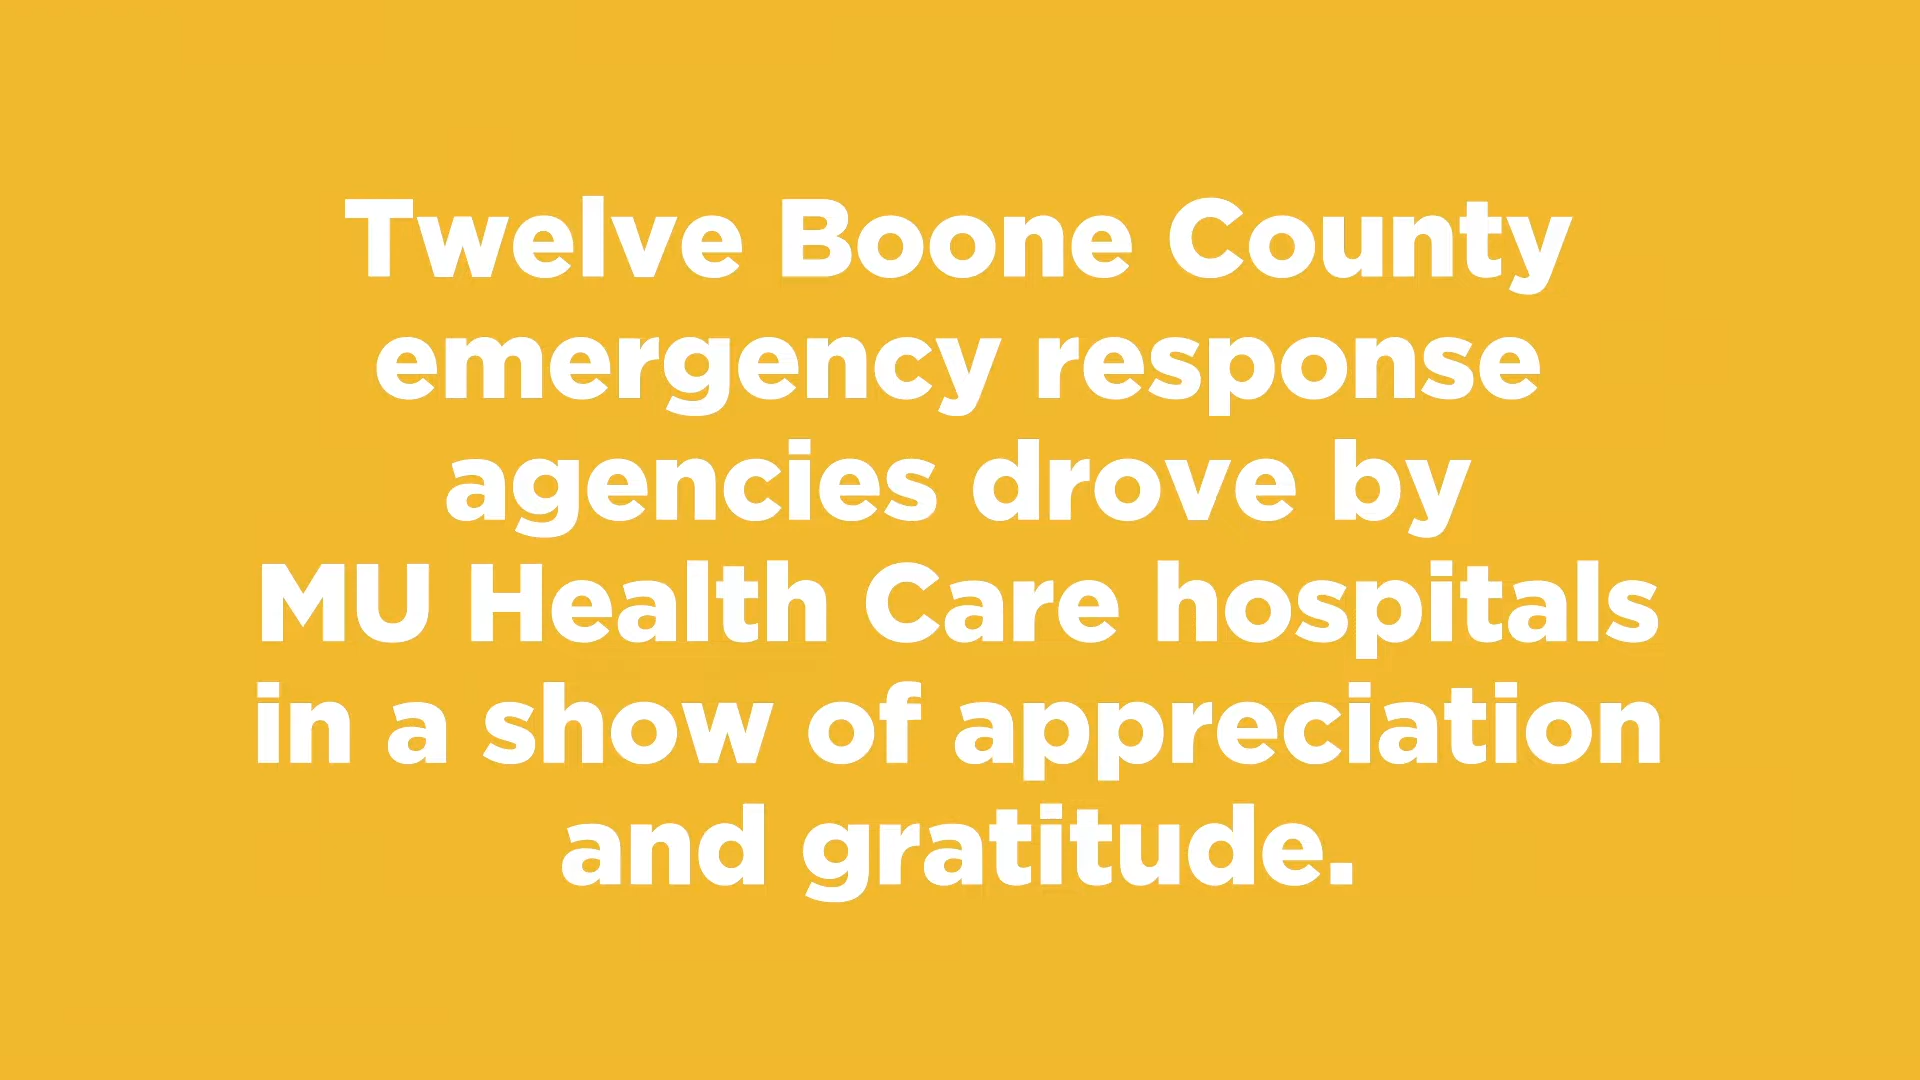 Twelve Boone County
emergency response
agencies drove by
MU Health Care hospitals
in a show of appreciation
and gratitude.